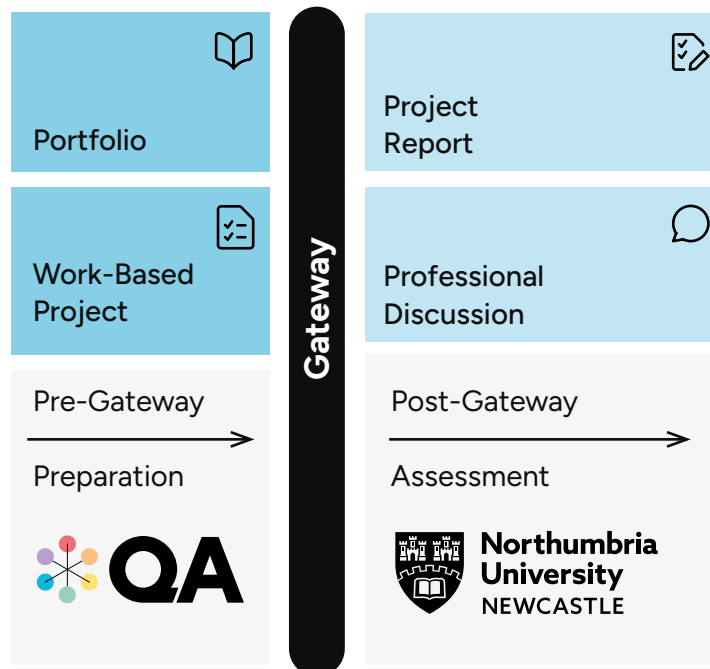 Portfolio
Work-Based
Project
Pre-Gateway
Preparation
QA
Gateway
Project
Report
Professional
Discussion
Post-Gateway
Assessment
Northumbria
University
NEWCASTLE